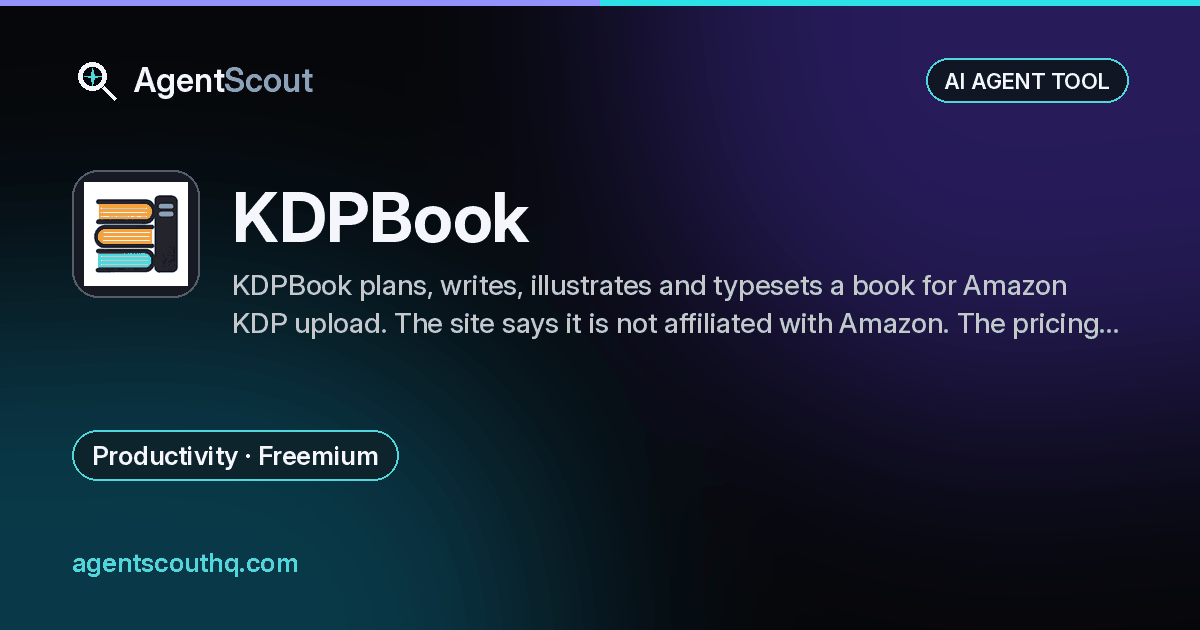 AgentScout
AI AGENT TOOL
KDPBook
KDPBook plans, writes, illustrates and typesets a book for Amazon
KDP upload. The site says it is not affiliated with Amazon. The pricing...
Productivity · Freemium
agentscouthq.com